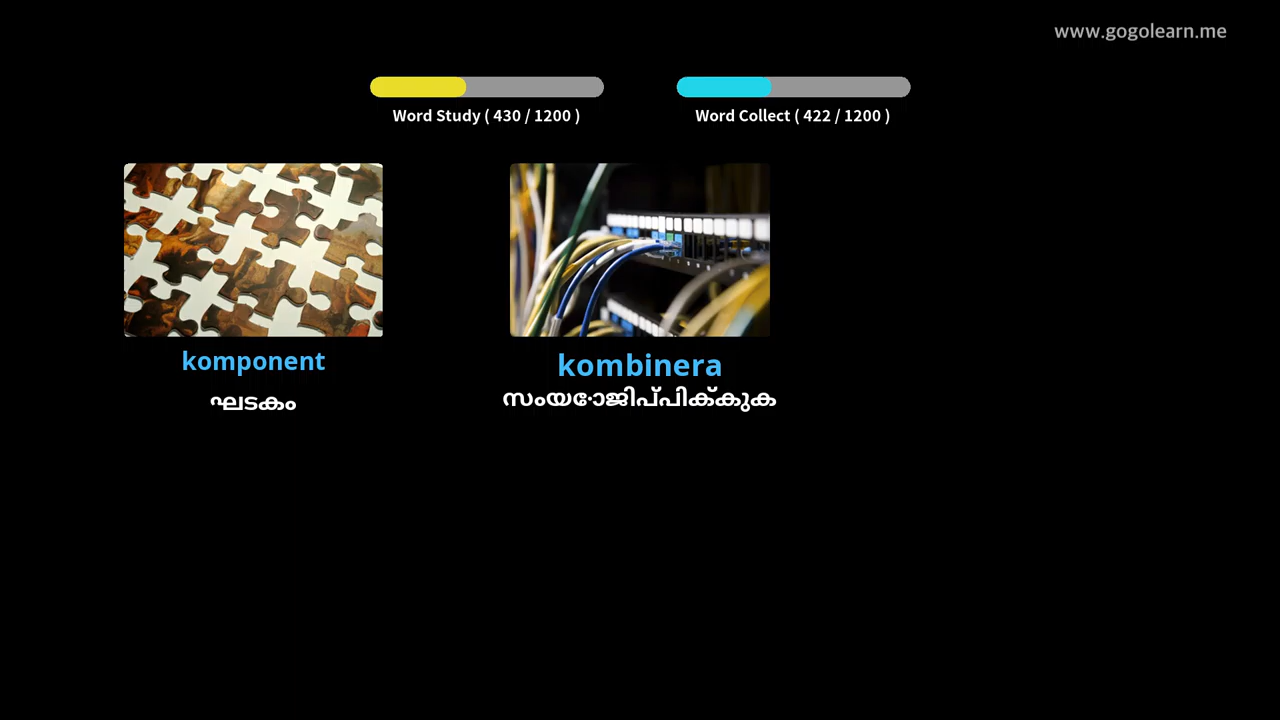 www.gogolearn.me
Word Study ( 430 / 1200 )
Word Collect ( 422 / 1200 )
komponent
ഘടകം
kombinera
സംയോജിപ്പിക്കുക